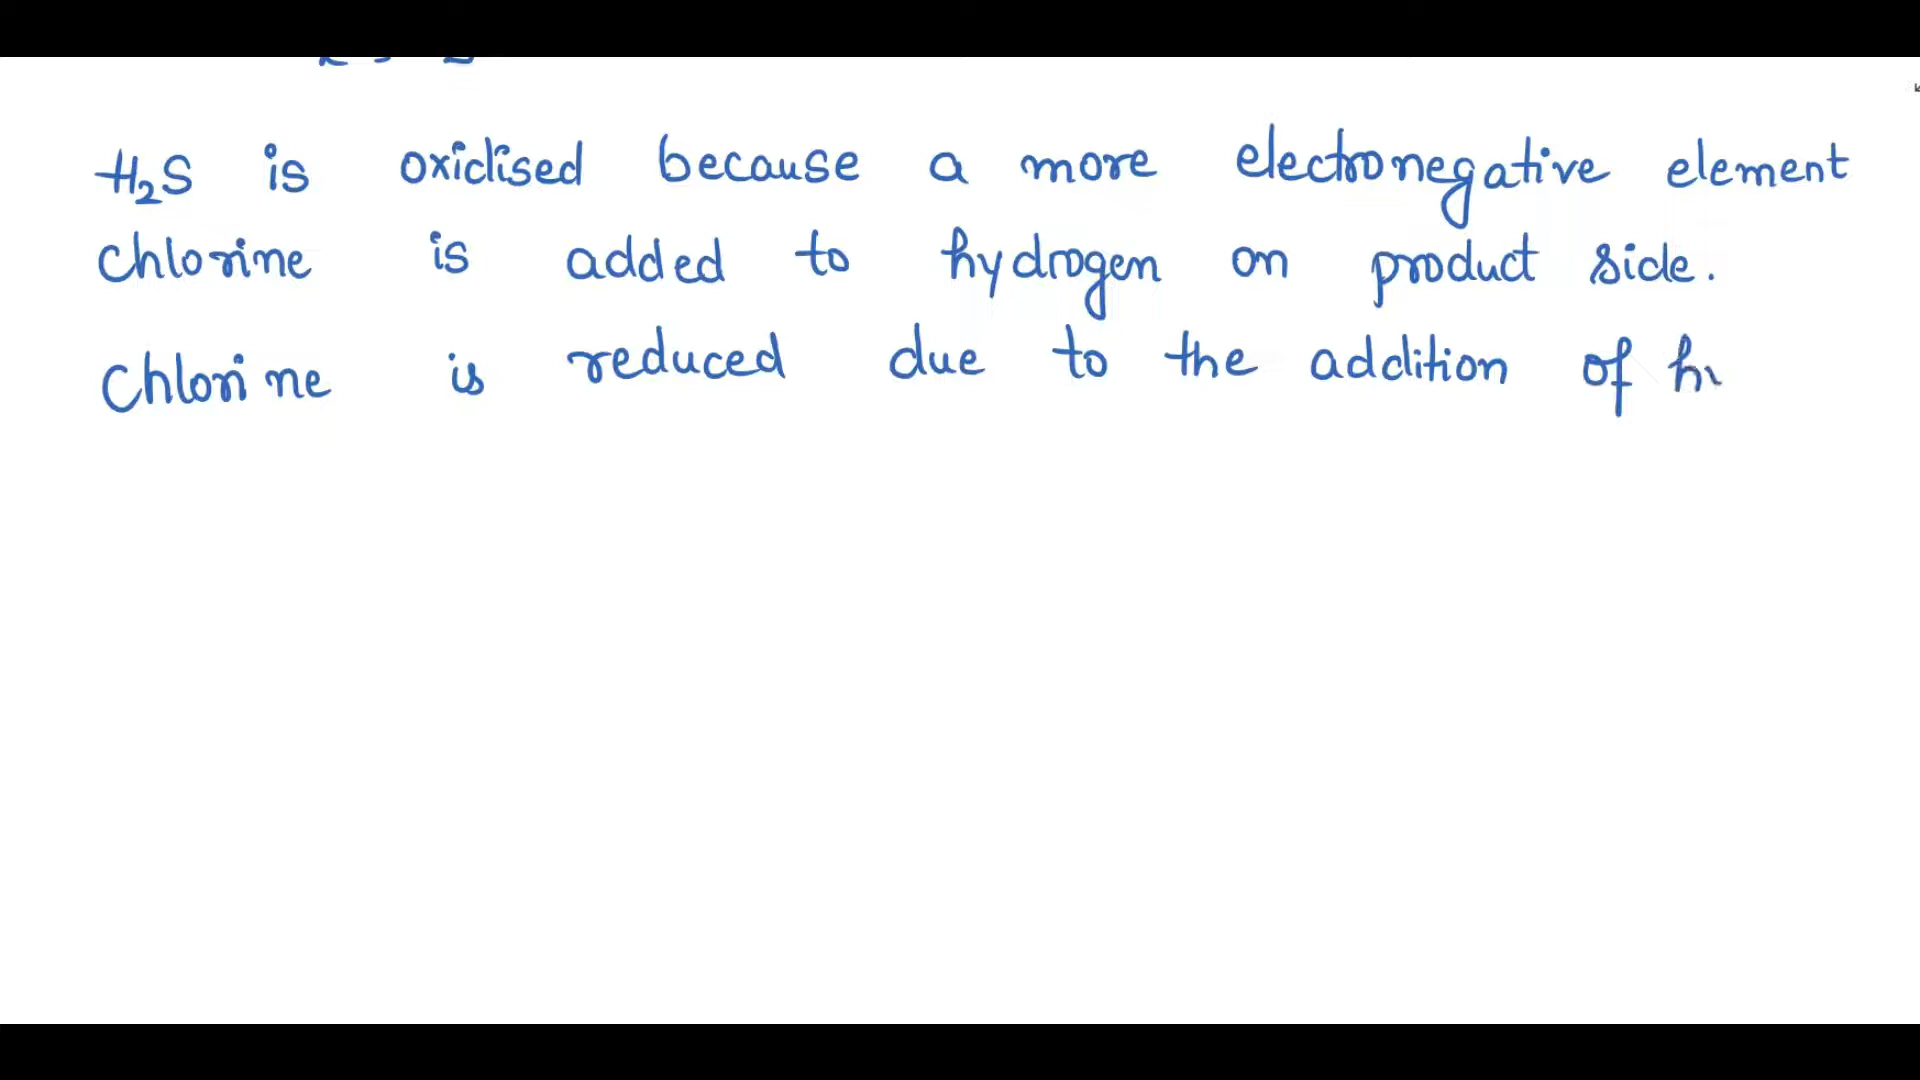 H₂S is oxidised because a more electronegative element
chlorine is added to hydrogen on product side.
Chlorine is reduced due to the addition of